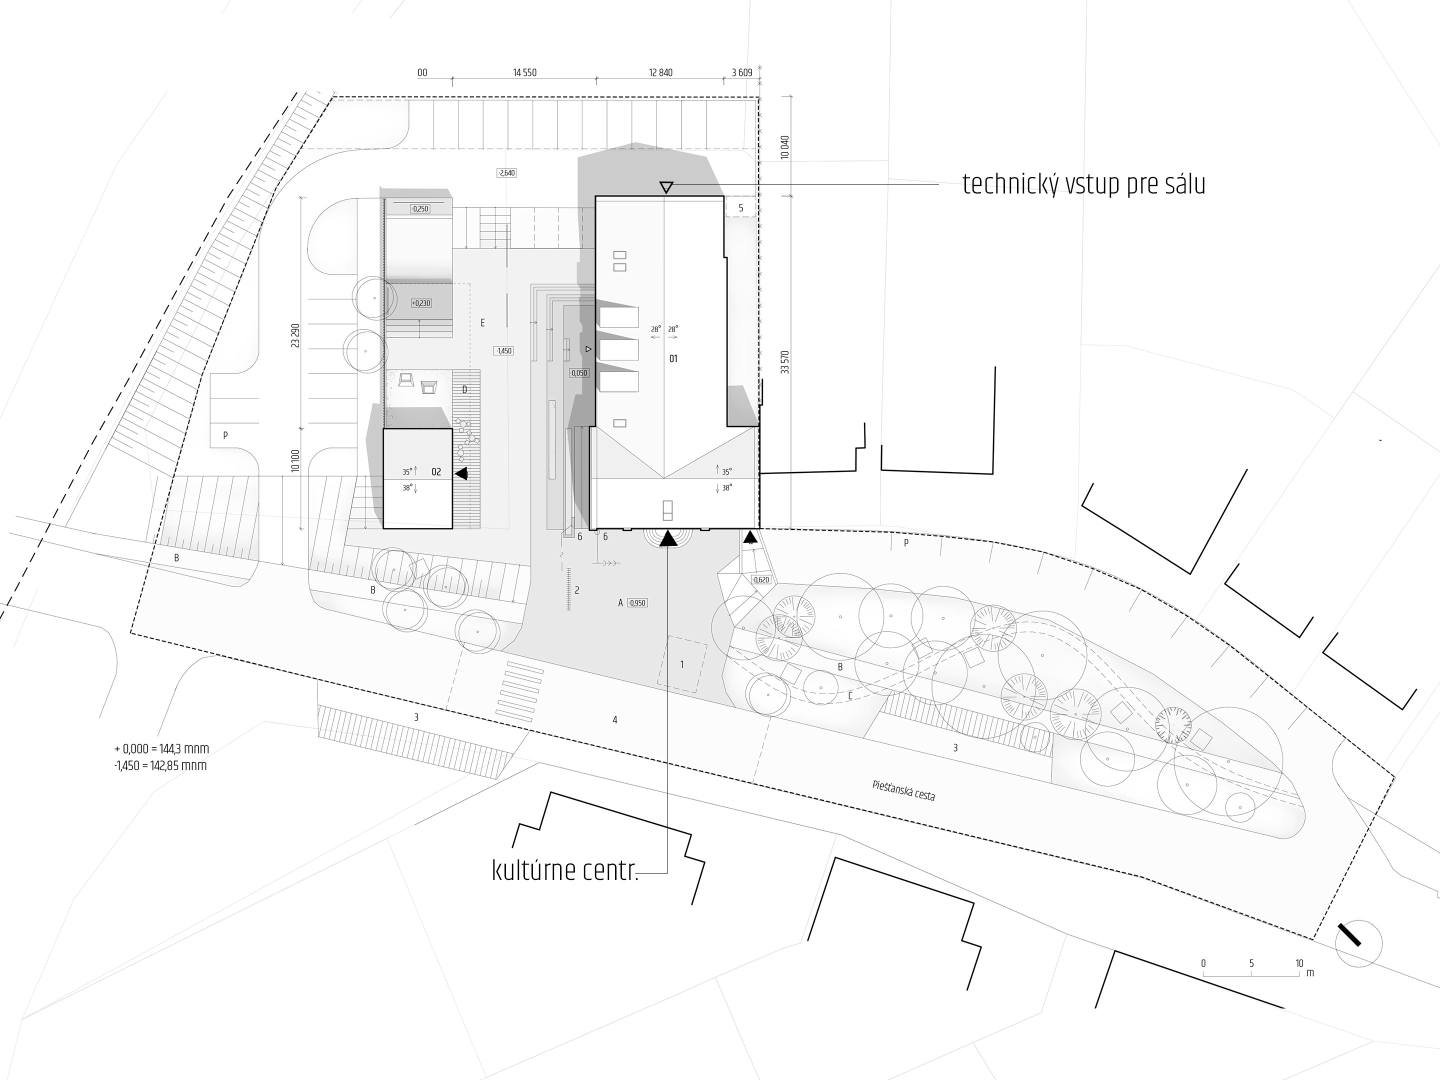 00 14 550 12 840 3 609
10 040
-2,640
technický vstup pre sálu
-0,250
5
+0,230
E
28° 28°
23 290
-1,450
01
33 570
-0,050
D
P
10 100
35° 02
38°
35°
38°
6 6
P
B
-0,620
B
2
A -0,950
1
B
C
3
4
3
+ 0,000 = 144,3 mnm
-1,450 = 142,85 mnm
Piešťanská cesta
kultúrne centr.
0 5 10
m